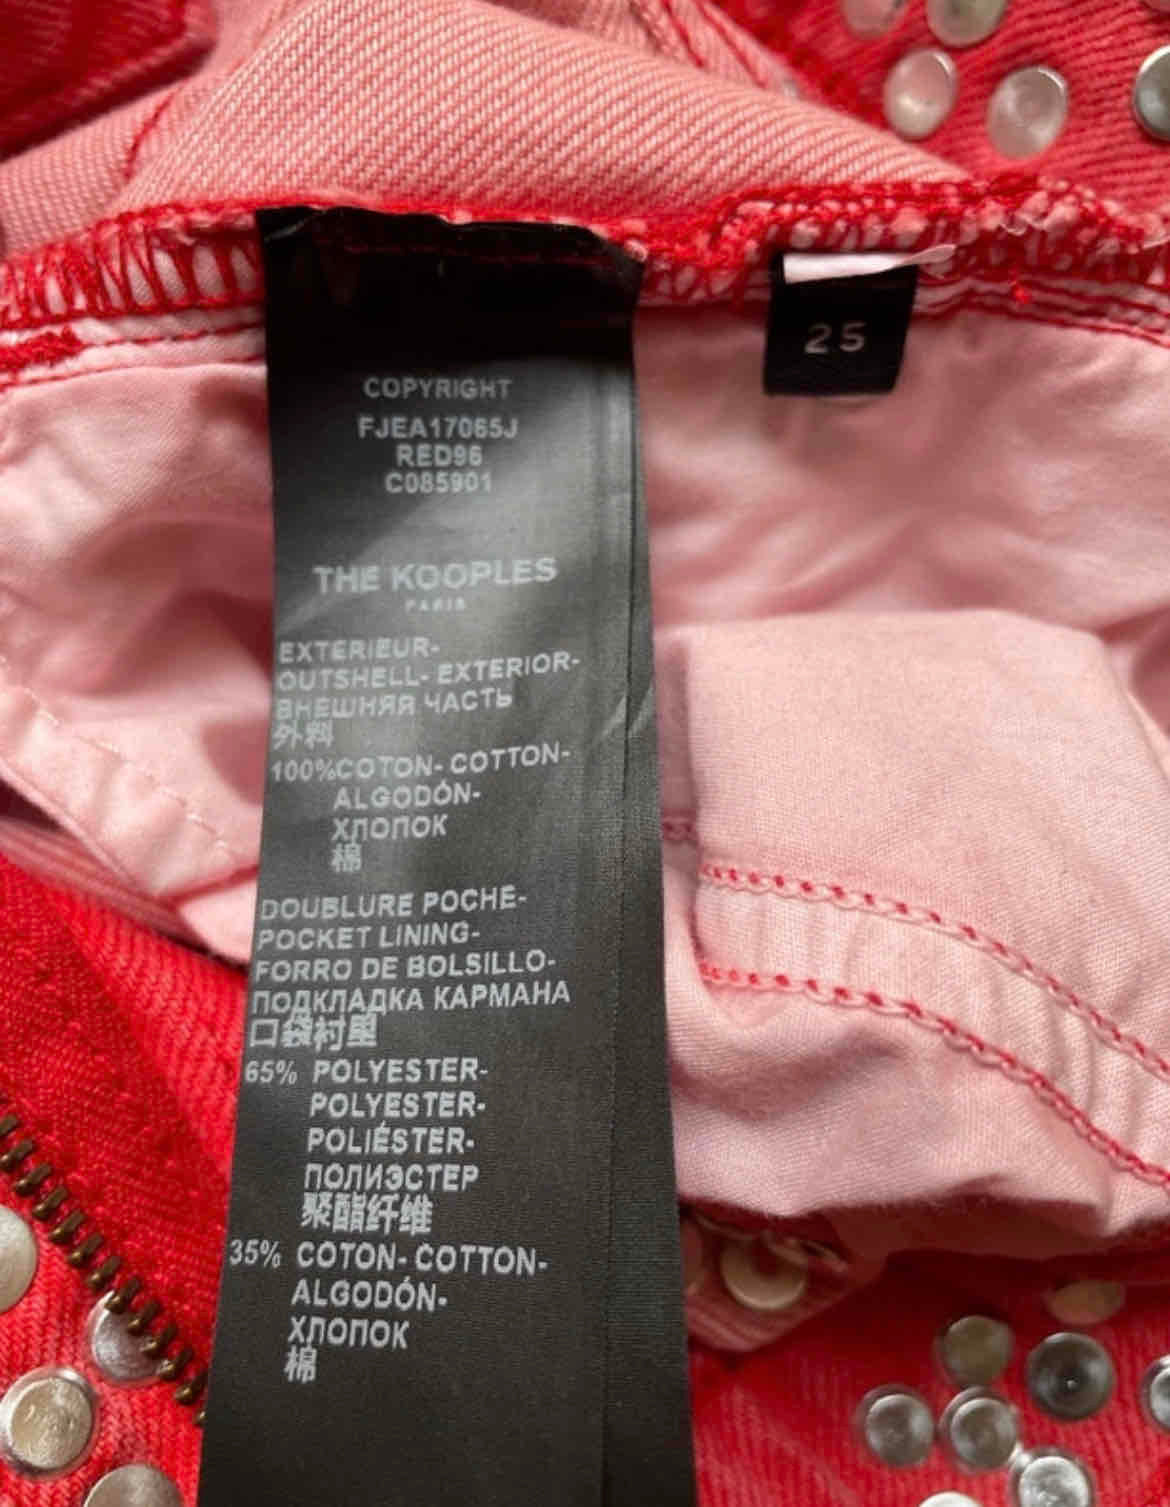 COPYRIGHT
FJEA17065J
RED96
C085901
THE KOOPLES
PARIS
EXTERIEUR-
OUTSHELL- EXTERIOR-
ВНЕШНЯЯ ЧАСТЬ
外料
100%COTON- COTTON-
ALGODÓN-
ХЛОПОК
棉
DOUBLURE POCHE-
POCKET LINING-
FORRO DE BOLSILLO-
ПОДКЛАДКА КАРМАНА
口袋衬里
65% POLYESTER-
POLYESTER-
POLIÉSTER-
ПОЛИЭСТЕР
聚酯纤维
35% COTON- COTTON-
ALGODÓN-
ХЛОПОК
棉
25